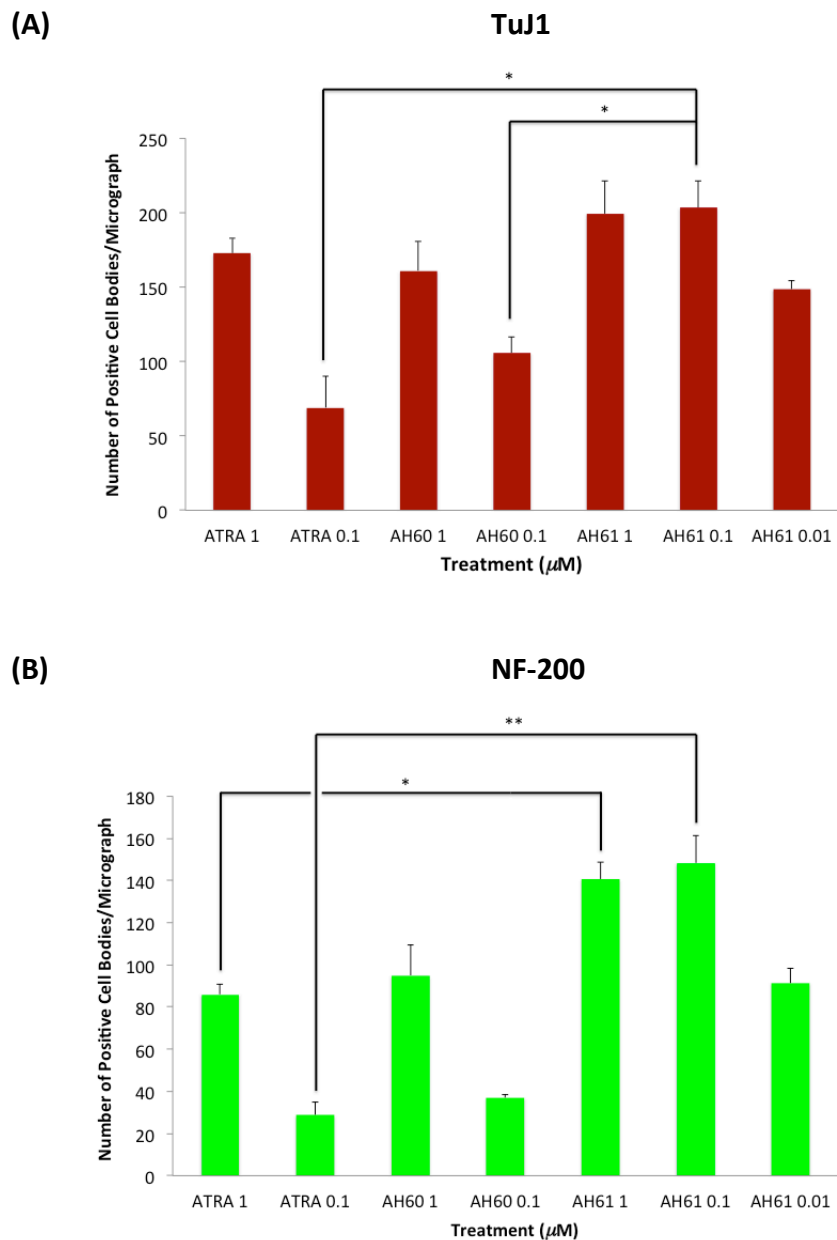 (A)
TuJ1
*
*
Number of Positive Cell Bodies/Micrograph
250
200
150
100
50
0
ATRA 1 ATRA 0.1 AH60 1 AH60 0.1 AH61 1 AH61 0.1 AH61 0.01
Treatment (μM)
(B)
NF-200
**
*
Number of Positive Cell Bodies/Micrograph
180
160
140
120
100
80
60
40
20
0
ATRA 1 ATRA 0.1 AH60 1 AH60 0.1 AH61 1 AH61 0.1 AH61 0.01
Treatment (μM)